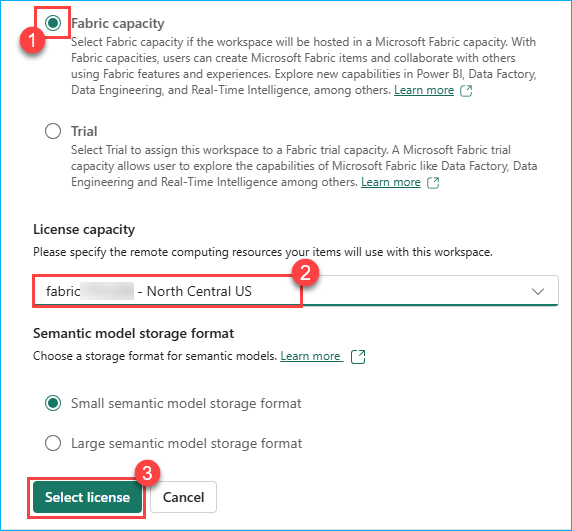 1
Fabric capacity
Select Fabric capacity if the workspace will be hosted in a Microsoft Fabric capacity. With
Fabric capacities, users can create Microsoft Fabric items and collaborate with others
using Fabric features and experiences. Explore new capabilities in Power BI, Data Factory,
Data Engineering, and Real-Time Intelligence, among others. Learn more
Trial
Select Trial to assign this workspace to a Fabric trial capacity. A Microsoft Fabric trial
capacity allows user to explore the capabilities of Microsoft Fabric like Data Factory, Data
Engineering and Real-Time Intelligence among others. Learn more
License capacity
Please specify the remote computing resources your items will use with this workspace.
2
fabric - North Central US
Semantic model storage format
Choose a storage format for semantic models. Learn more
Small semantic model storage format
Large semantic model storage format
3
Select license Cancel